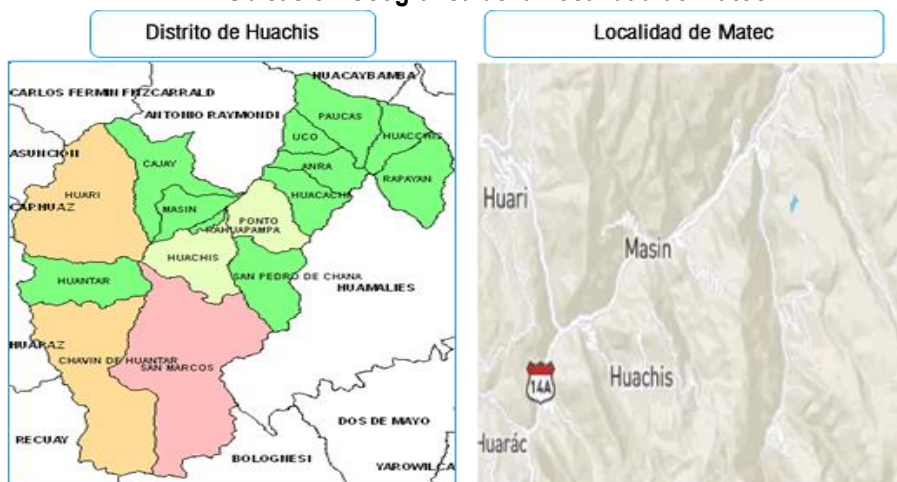 Distrito de Huachis
Localidad de Matec
HUACAYBAMBA
CARLOS FERMIN FITZCARRALD
ANTONIO RAYMONDI
PAUCAS
UCO
HUACCHIS
ASUNCION
CAJAY
ANRA
RAPAYAN
HUARI
HUACACHI
CARHUAZ
MASIN
PONTO
RAHUAPAMPA
HUACHIS
SAN PEDRO DE CHANA
HUANTAR
HUAMALIES
HUARAZ
CHAVIN DE HUANTAR
SAN MARCOS
DOS DE MAYO
RECUAY
BOLOGNESI
YAROWILCA
Huari
Masin
Huachis
14A
Huarác